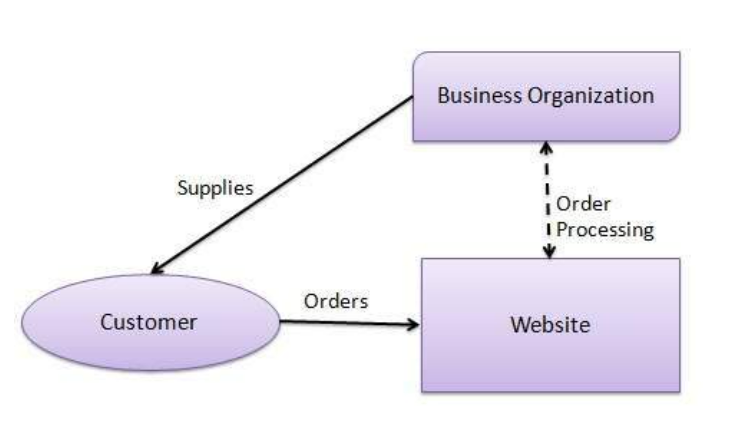 Business Organization
Supplies
Order
Processing
Orders
Customer
Website